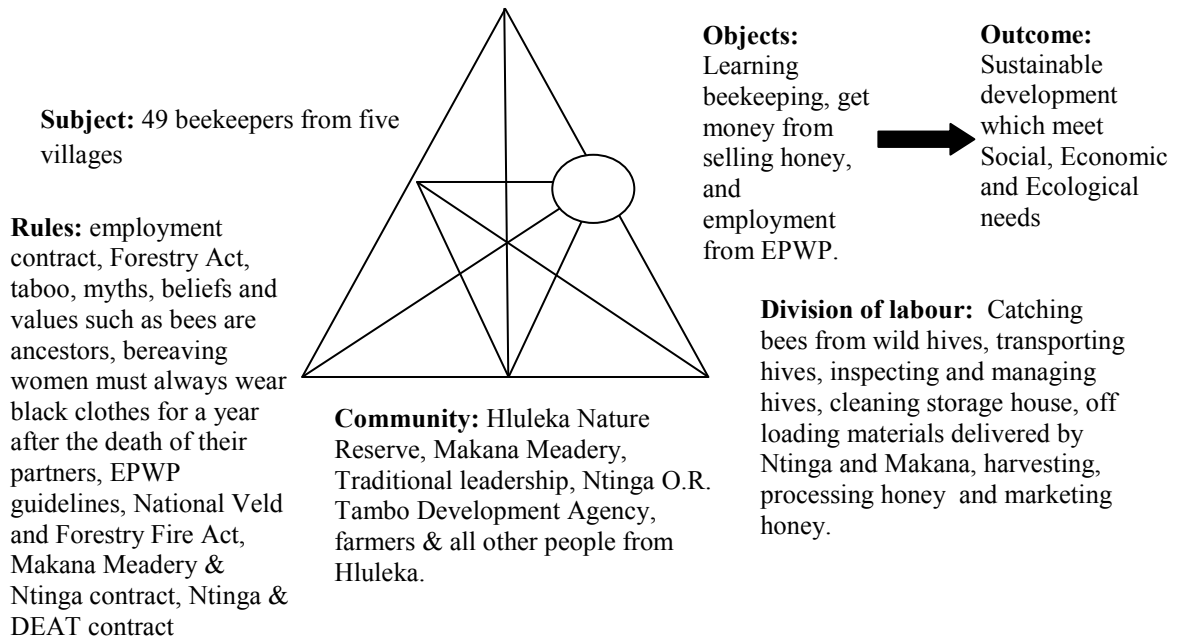 Subject: 49 beekeepers from five
villages
Objects:
Learning
beekeeping, get
money from
selling honey,
and
employment
from EPWP.
Outcome:
Sustainable
development
which meet
Social, Economic
and Ecological
needs
Rules: employment
contract, Forestry Act,
taboo, myths, beliefs and
values such as bees are
ancestors, bereaving
women must always wear
black clothes for a year
after the death of their
partners, EPWP
guidelines, National Veld
and Forestry Fire Act,
Makana Meadery &
Ntinga contract, Ntinga &
DEAT contract
Community: Hluleka Nature
Reserve, Makana Meadery,
Traditional leadership, Ntinga O.R.
Tambo Development Agency,
farmers & all other people from
Hluleka.
Division of labour: Catching
bees from wild hives, transporting
hives, inspecting and managing
hives, cleaning storage house, off
loading materials delivered by
Ntinga and Makana, harvesting,
processing honey and marketing
honey.